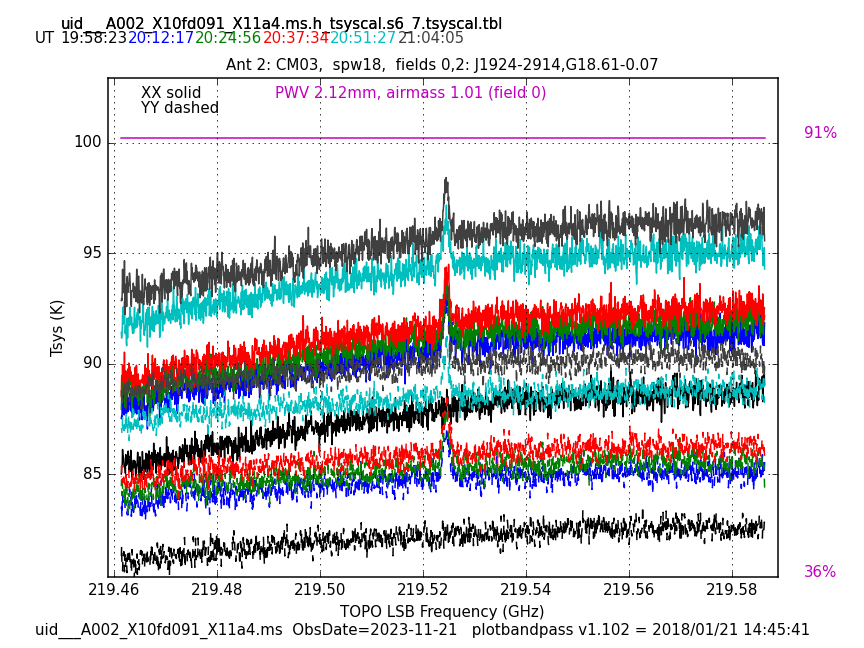 uid___A002_X10fd091_X11a4.ms.h_tsyscal.s6_7.tsyscal.tbl
UT 19:58:23 20:12:17 20:24:56 20:37:34 20:51:27 21:04:05
Ant 2: CM03,  spw18,  fields 0,2: J1924-2914,G18.61-0.07
XX solid
PWV 2.12mm, airmass 1.01 (field 0)
YY dashed
91%
100
95
90
85
Tsys (K)
36%
219.46 219.48 219.50 219.52 219.54 219.56 219.58
TOPO LSB Frequency (GHz)
uid___A002_X10fd091_X11a4.ms  ObsDate=2023-11-21   plotbandpass v1.102 = 2018/01/21 14:45:41